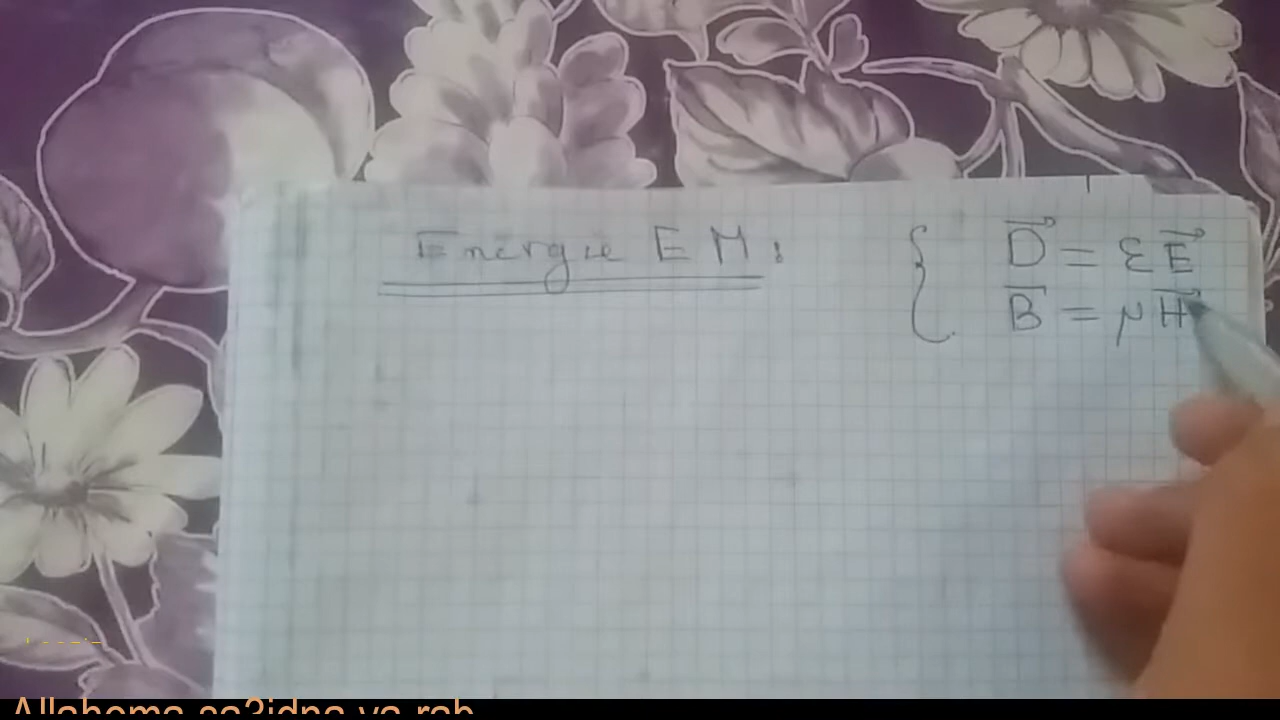 Energie EM:
{ D⃗ = εE⃗
B⃗ = μH⃗
Allahoma sa3idna ya rab